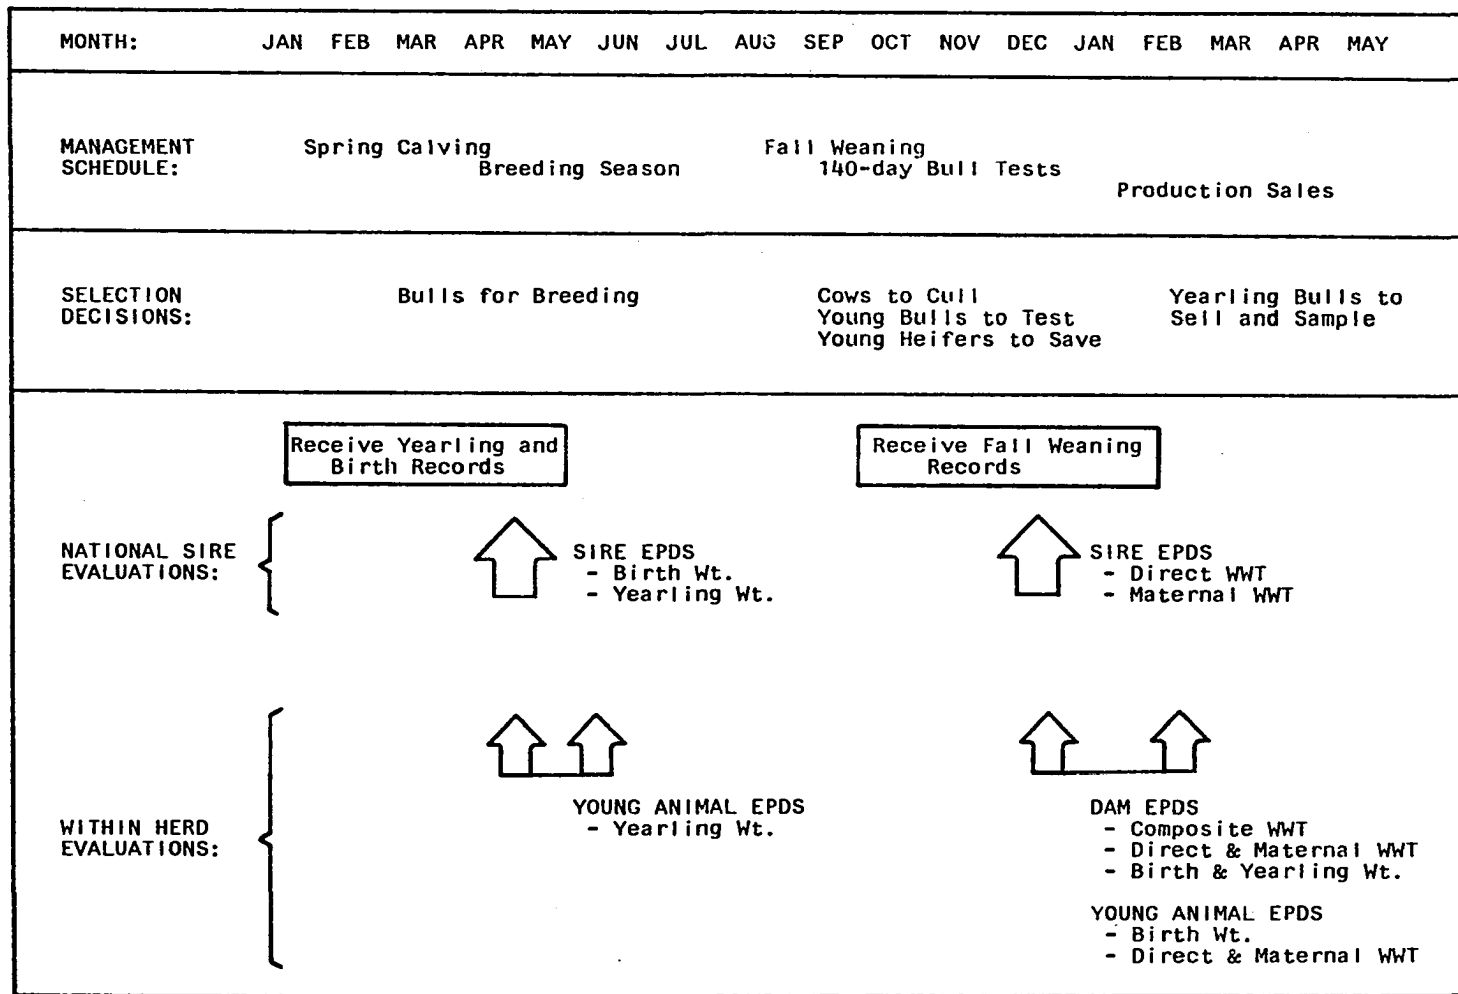 MONTH: JAN FEB MAR APR MAY JUN JUL AUG SEP OCT NOV DEC JAN FEB MAR APR MAY
MANAGEMENT
SCHEDULE:
Spring Calving
Breeding Season
Fall Weaning
140-day Bull Tests
Production Sales
SELECTION
DECISIONS:
Bulls for Breeding
Cows to Cull
Young Bulls to Test
Young Heifers to Save
Yearling Bulls to
Sell and Sample
Receive Yearling and
Birth Records
Receive Fall Weaning
Records
NATIONAL SIRE
EVALUATIONS:
SIRE EPDS
- Birth Wt.
- Yearling Wt.
SIRE EPDS
- Direct WWT
- Maternal WWT
WITHIN HERD
EVALUATIONS:
YOUNG ANIMAL EPDS
- Yearling Wt.
DAM EPDS
- Composite WWT
- Direct & Maternal WWT
- Birth & Yearling Wt.
YOUNG ANIMAL EPDS
- Birth Wt.
- Direct & Maternal WWT